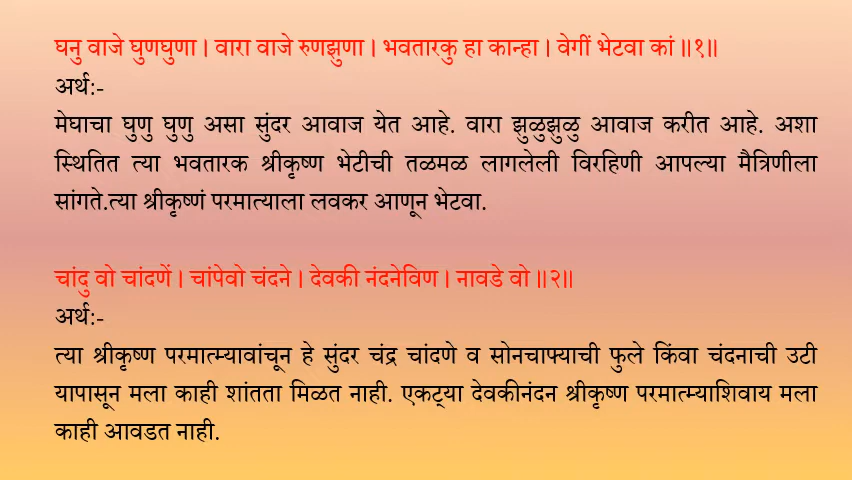 घनु वाजे घुणघुणा। वारा वाजे रुणझुणा। भवतारकु हा कान्हा। वेगीं भेटवा कां॥१॥
अर्थ:-
मेघाचा घुणु घुणु असा सुंदर आवाज येत आहे. वारा झुळुझुळु आवाज करीत आहे. अशा
स्थितित त्या भवतारक श्रीकृष्ण भेटीची तळमळ लागलेली विरहिणी आपल्या मैत्रिणीला
सांगते.त्या श्रीकृष्णं परमात्याला लवकर आणून भेटवा.
चांदु वो चांदणें। चांपेवो चंदने। देवकी नंदनेविण। नावडे वो॥२॥
अर्थ:-
त्या श्रीकृष्ण परमात्म्यावांचून हे सुंदर चंद्र चांदणे व सोनचाफ्याची फुले किंवा चंदनाची उटी
यापासून मला काही शांतता मिळत नाही. एकट्या देवकीनंदन श्रीकृष्ण परमात्म्याशिवाय मला
काही आवडत नाही.